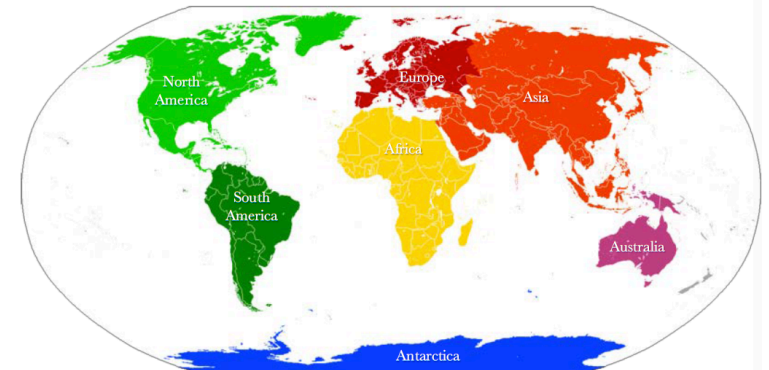 North
America
Europe
Asia
Africa
South
America
Australia
Antarctica